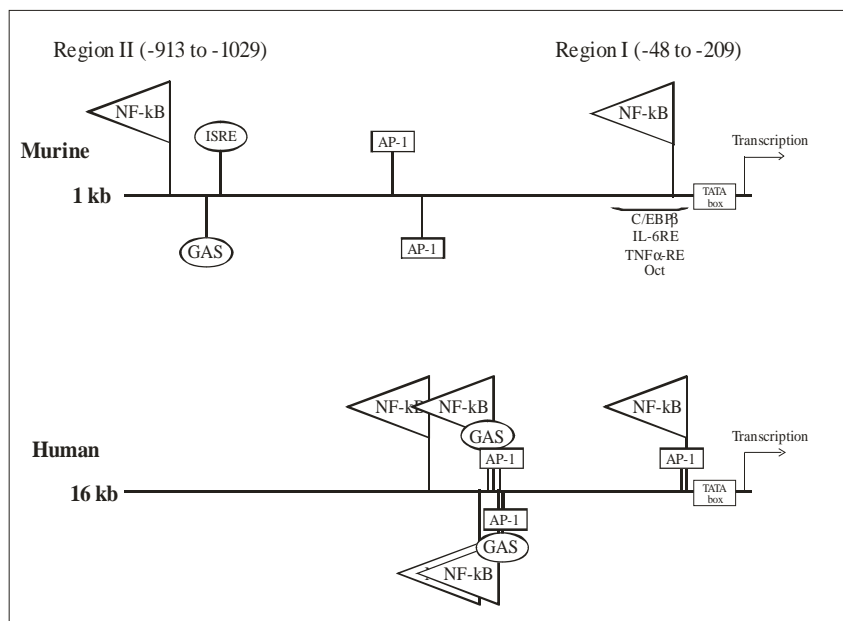 Region II (-913 to -1029)
Region I (-48 to -209)
NF-kB
NF-kB
ISRE
AP-1
Transcription
Murine
1 kb
TATA
box
GAS
AP-1
C/EBPβ
IL-6RE
TNFα-RE
Oct
NF-kB
NF-kB
NF-kB
GAS
Transcription
Human
AP-1
AP-1
16 kb
TATA
box
AP-1
GAS
NF-kB